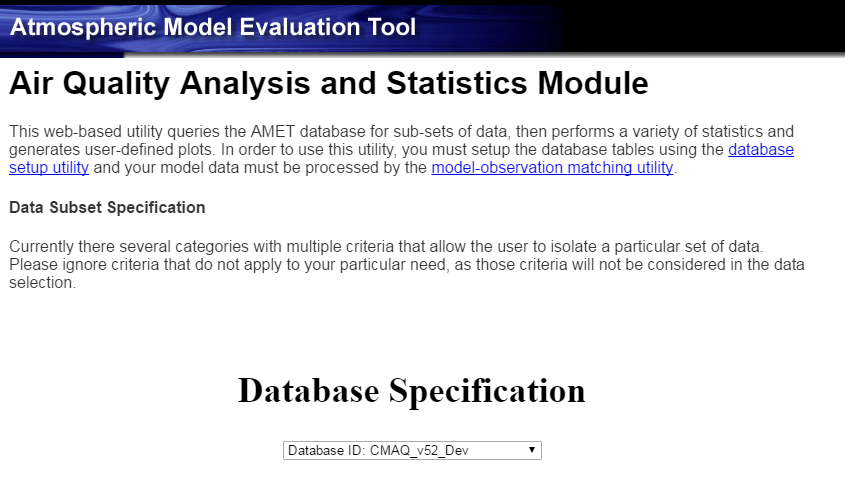 Atmospheric Model Evaluation Tool
Air Quality Analysis and Statistics Module
This web-based utility queries the AMET database for sub-sets of data, then performs a variety of statistics and
generates user-defined plots. In order to use this utility, you must setup the database tables using the database
setup utility and your model data must be processed by the model-observation matching utility.
Data Subset Specification
Currently there several categories with multiple criteria that allow the user to isolate a particular set of data.
Please ignore criteria that do not apply to your particular need, as those criteria will not be considered in the data
selection.
Database Specification
Database ID: CMAQ_v52_Dev